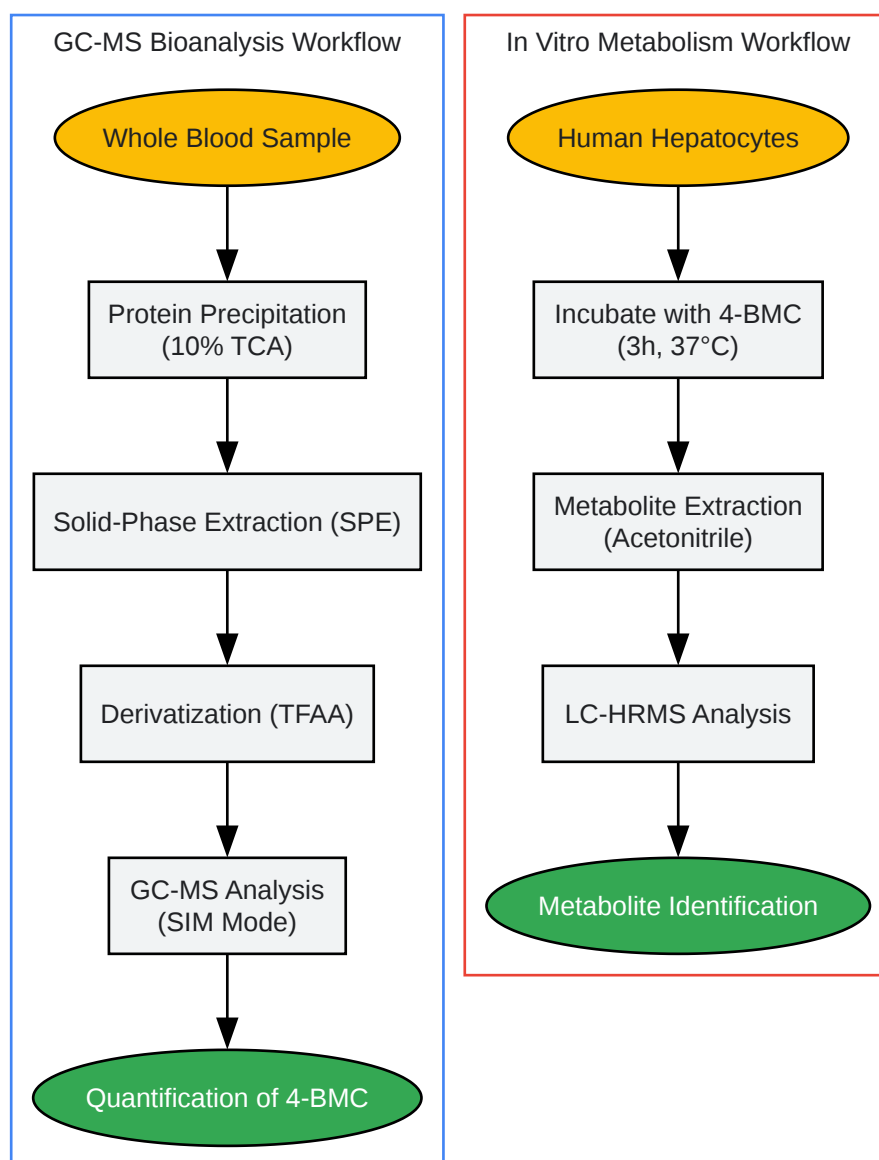 GC-MS Bioanalysis Workflow
Whole Blood Sample
Protein Precipitation
(10% TCA)
Solid-Phase Extraction (SPE)
Derivatization (TFAA)
GC-MS Analysis
(SIM Mode)
Quantification of 4-BMC
In Vitro Metabolism Workflow
Human Hepatocytes
Incubate with 4-BMC
(3h, 37°C)
Metabolite Extraction
(Acetonitrile)
LC-HRMS Analysis
Metabolite Identification